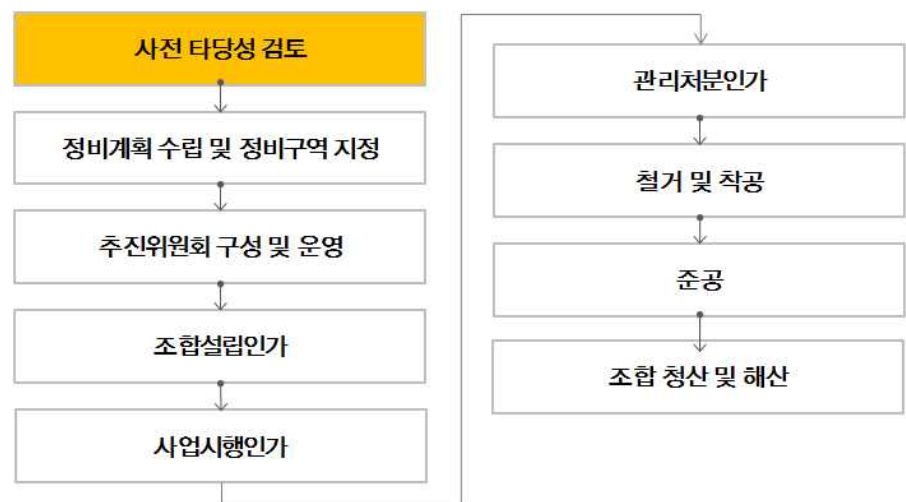 사전 타당성 검토
정비계획 수립 및 정비구역 지정
추진위원회 구성 및 운영
조합설립인가
사업시행인가
관리처분인가
철거 및 착공
준공
조합 청산 및 해산